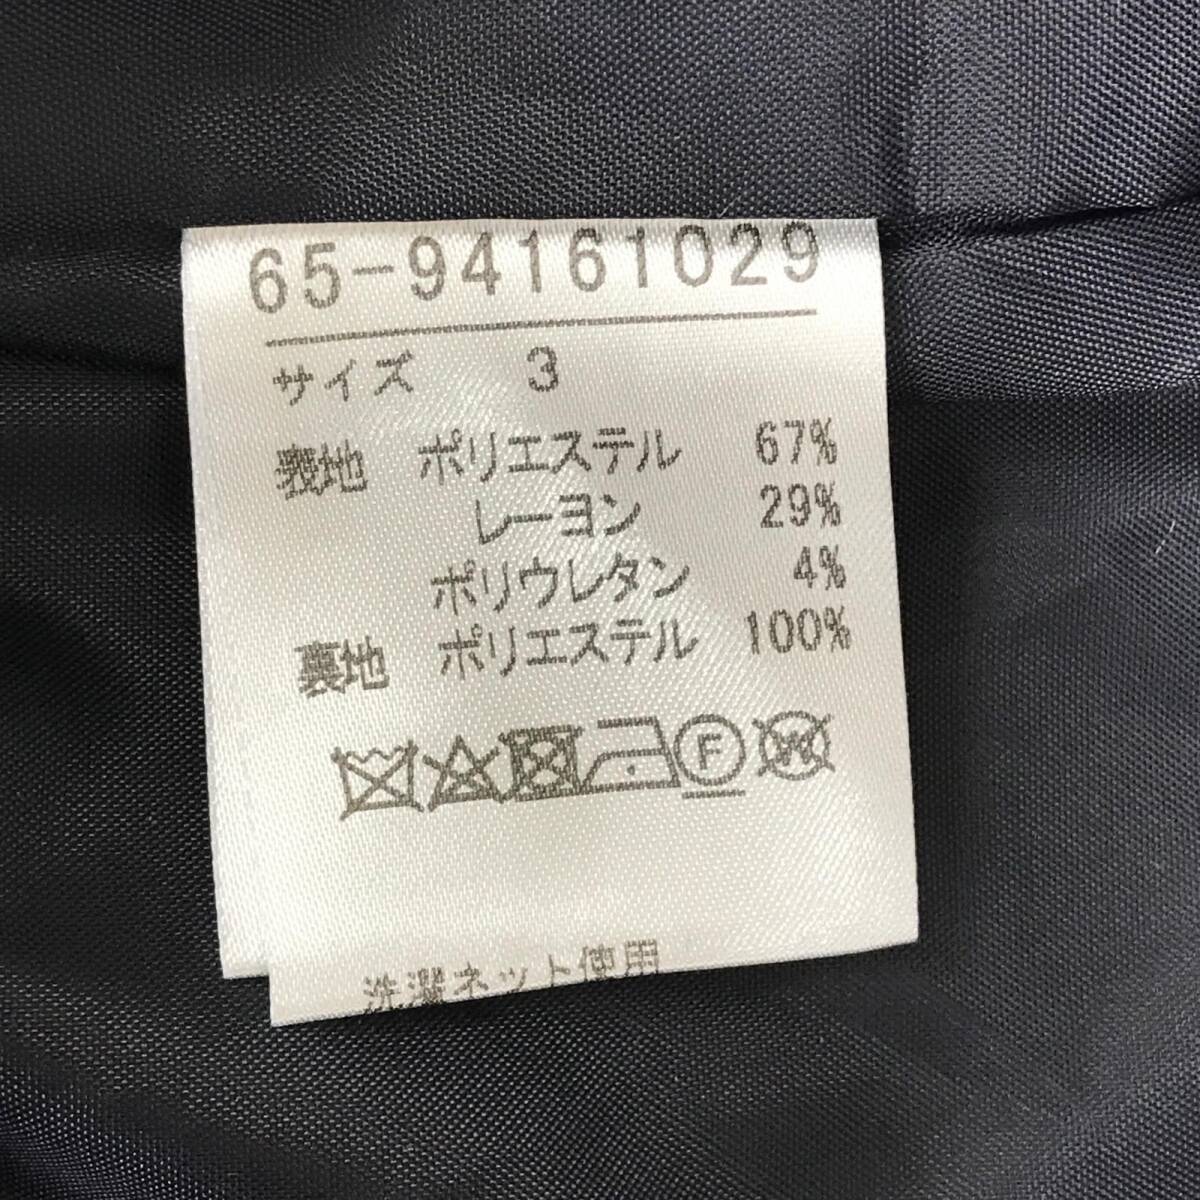 65-94161029
サイズ 3
表地 ポリエステル 67%
レーヨン 29%
ポリウレタン 4%
裏地 ポリエステル 100%
F W
洗濯ネット使用